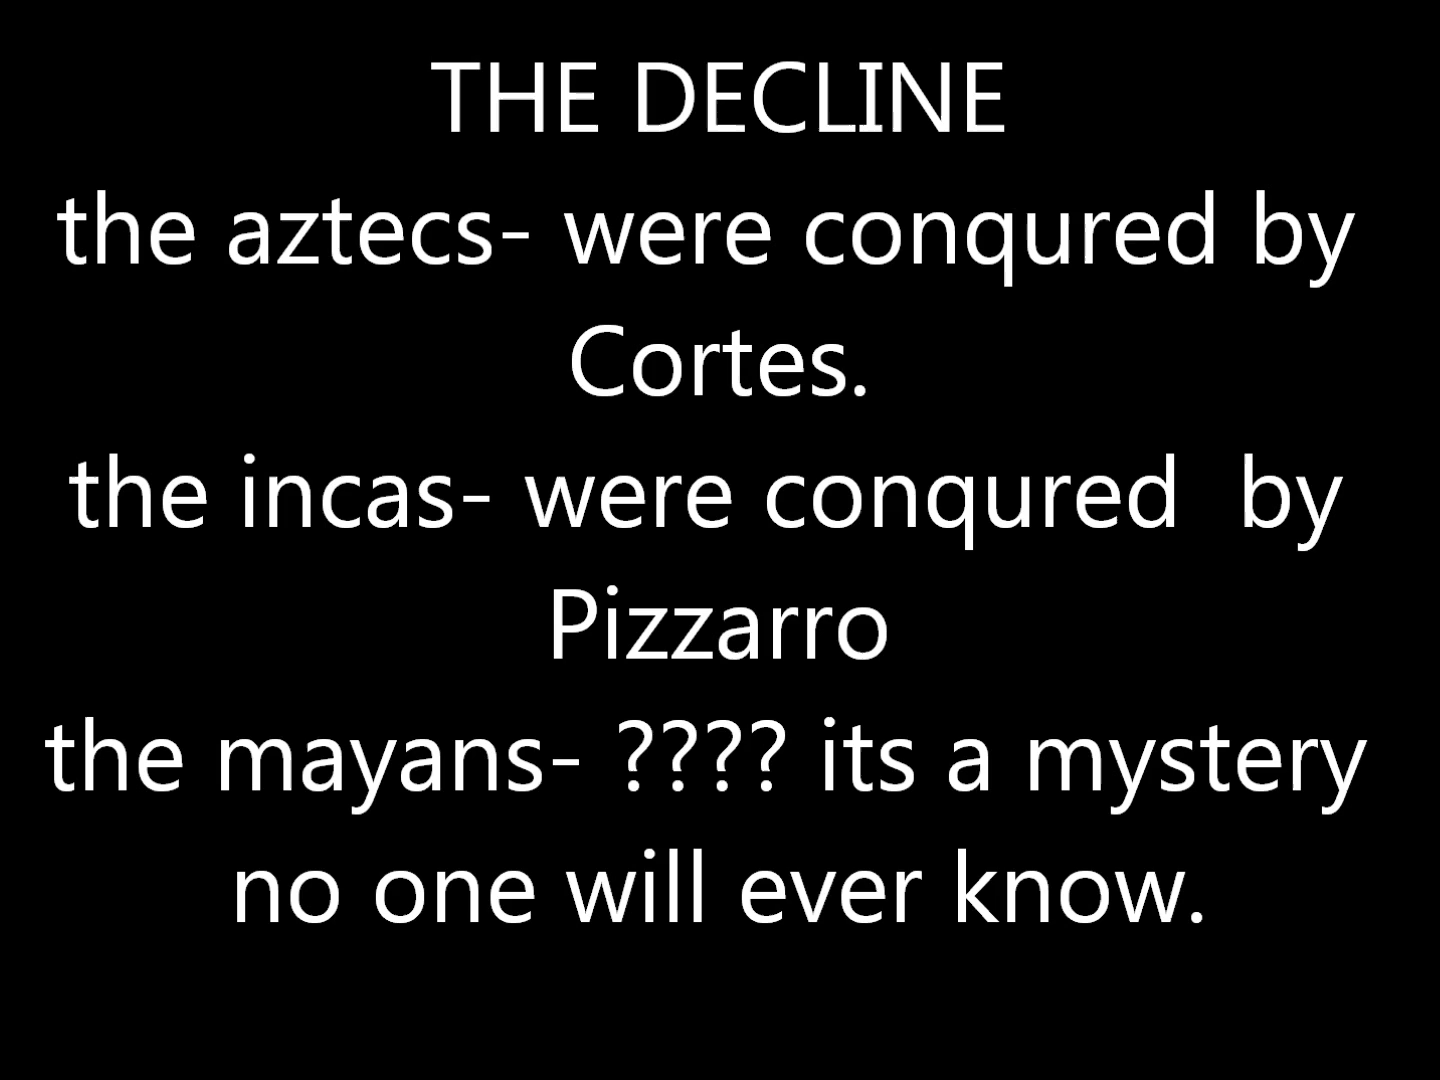 THE DECLINE
the aztecs- were conqured by
Cortes.
the incas- were conqured  by
Pizzarro
the mayans- ???? its a mystery
no one will ever know.